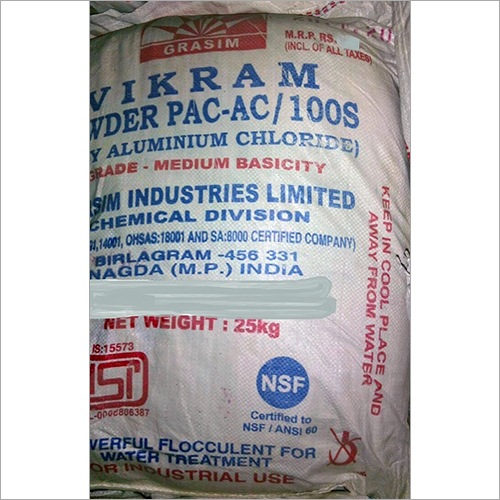 GRASIM
M.R.P. RS.
(INCL. OF ALL TAXES)
VIKRAM
WDER PAC-AC/100S
Y ALUMINIUM CHLORIDE)
GRADE - MEDIUM BASICITY
SIM INDUSTRIES LIMITED
CHEMICAL DIVISION
14001, OHSAS:18001 AND SA:8000 CERTIFIED COMPANY)
BIRLAGRAM -456 331
NAGDA (M.P.) INDIA
NET WEIGHT : 25kg
KEEP IN COOL PLACE AND
AWAY FROM WATER
IS:15573
NSF
Certified to
NSF / ANSI 60
WERFUL FLOCCULENT FOR
WATER TREATMENT
OR INDUSTRIAL USE